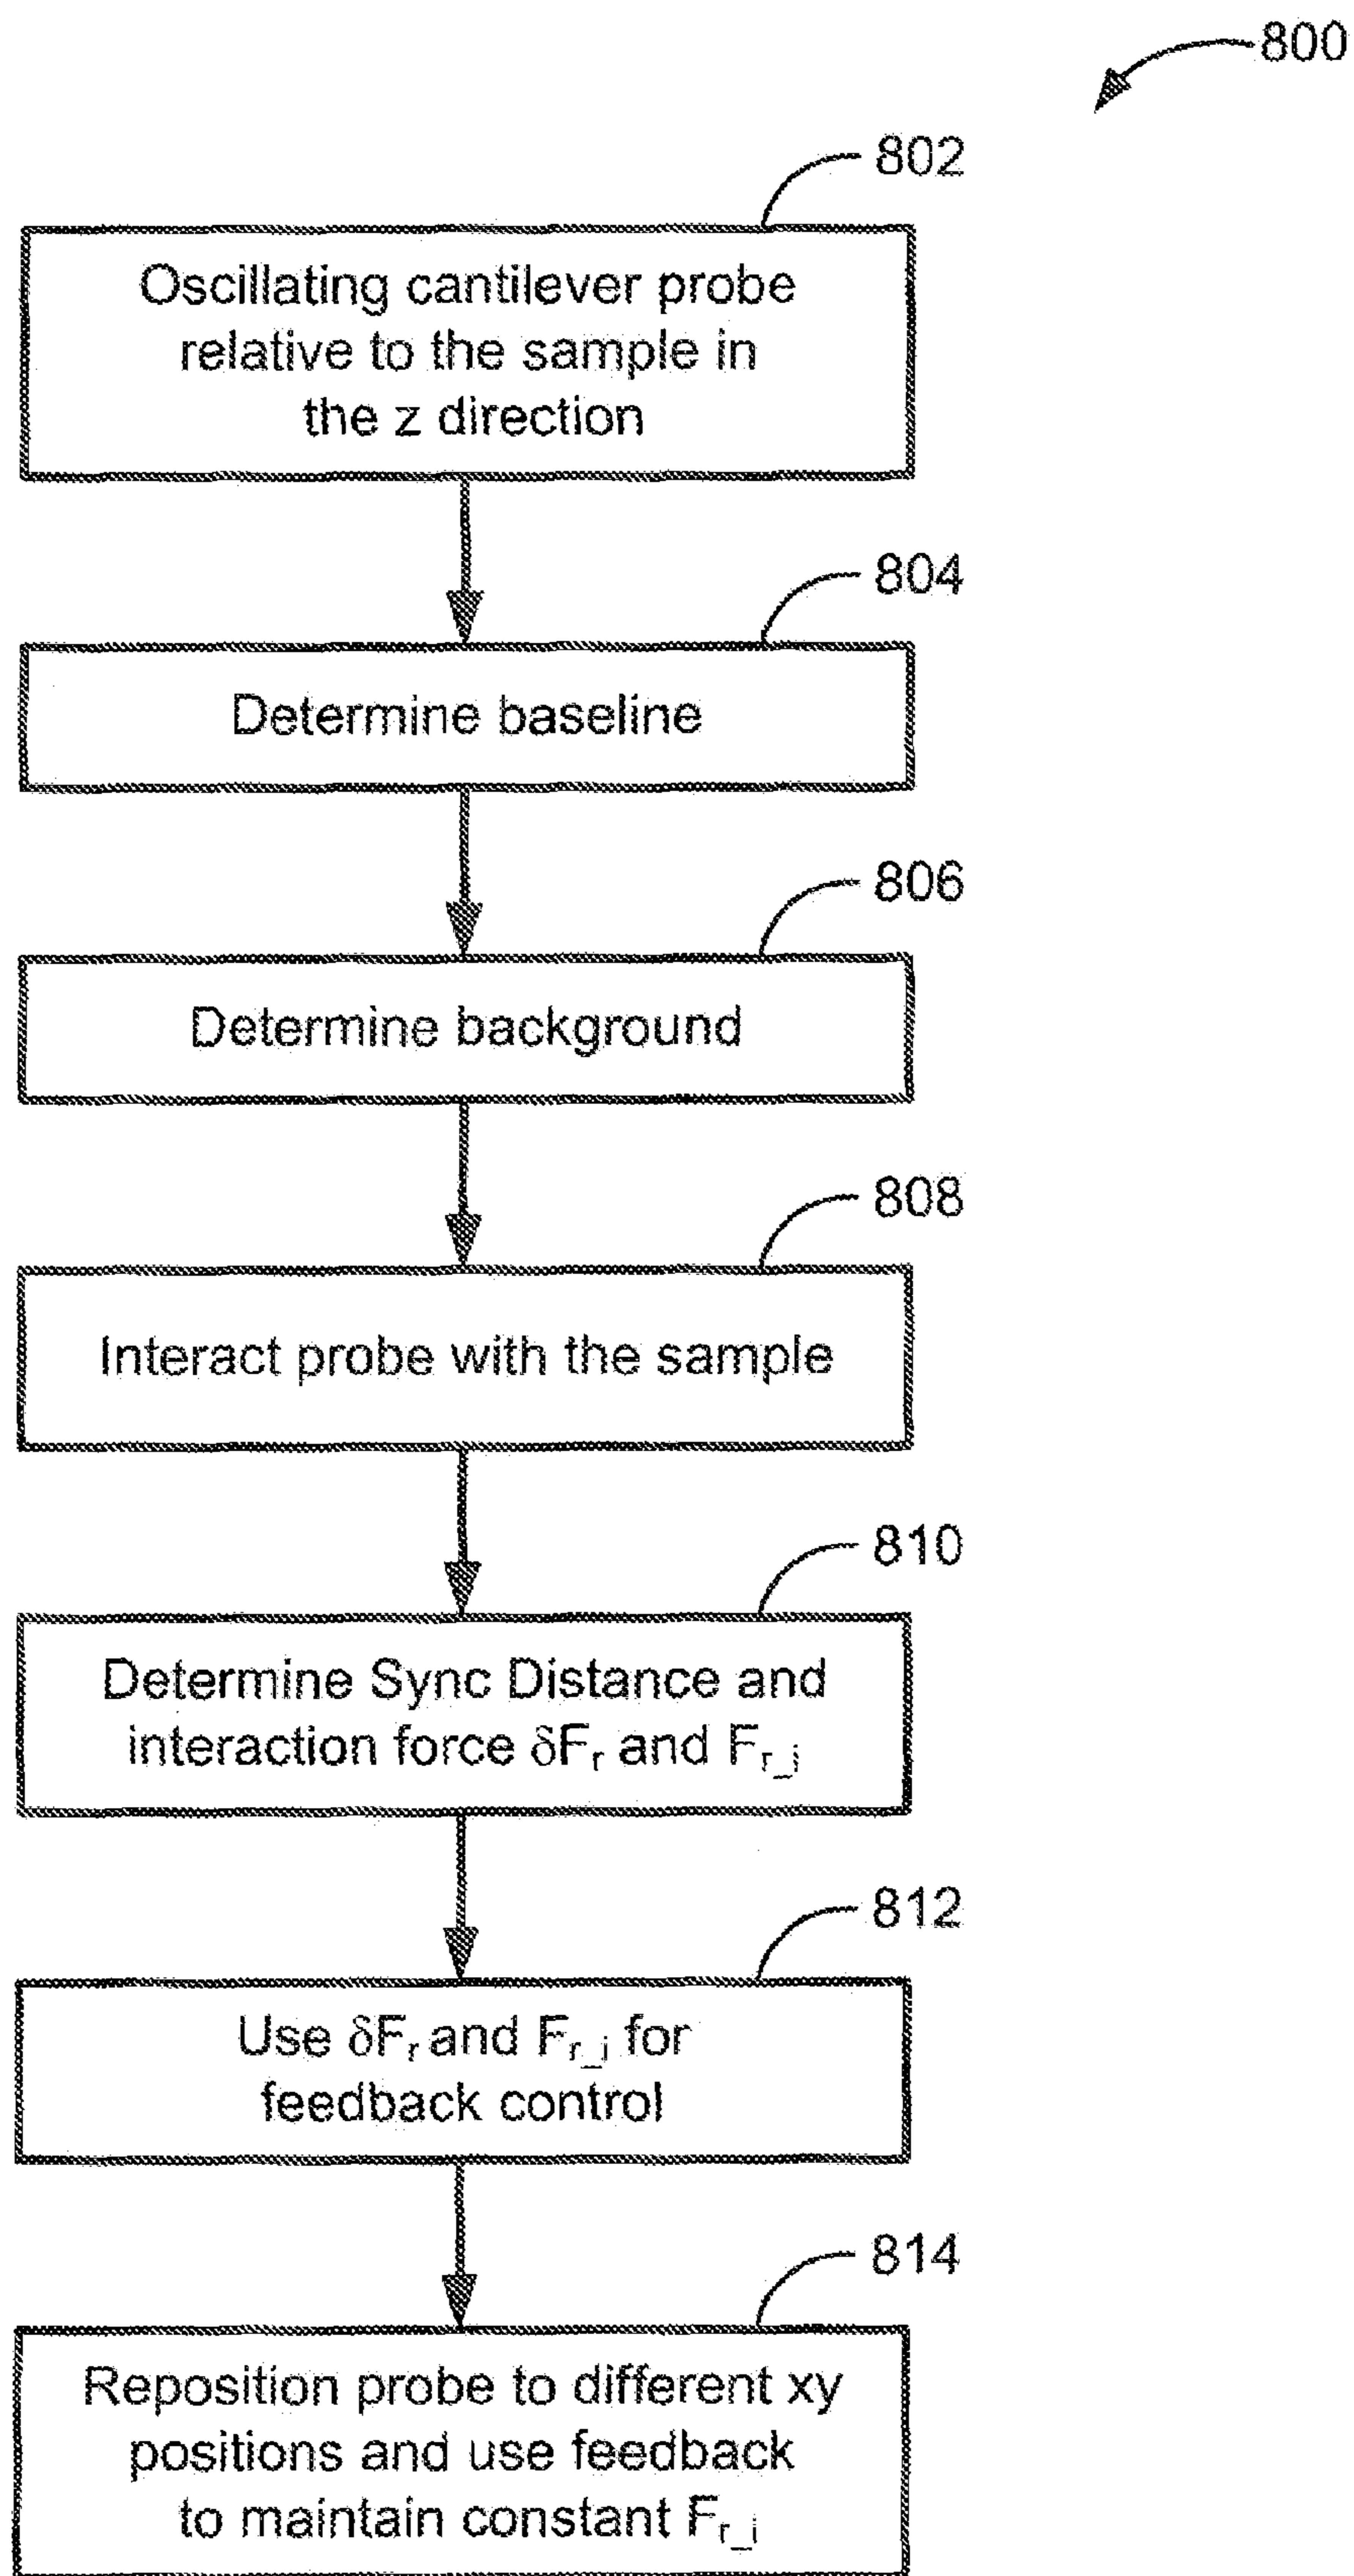 800
802
Oscillating cantilever probe
relative to the sample in
the z direction
804
Determine baseline
806
Determine background
808
Interact probe with the sample
810
Determine Sync Distance and
interaction force δFr and Fr_i
812
Use δFr and Fr_i for
feedback control
814
Reposition probe to different xy
positions and use feedback
to maintain constant Fr_i